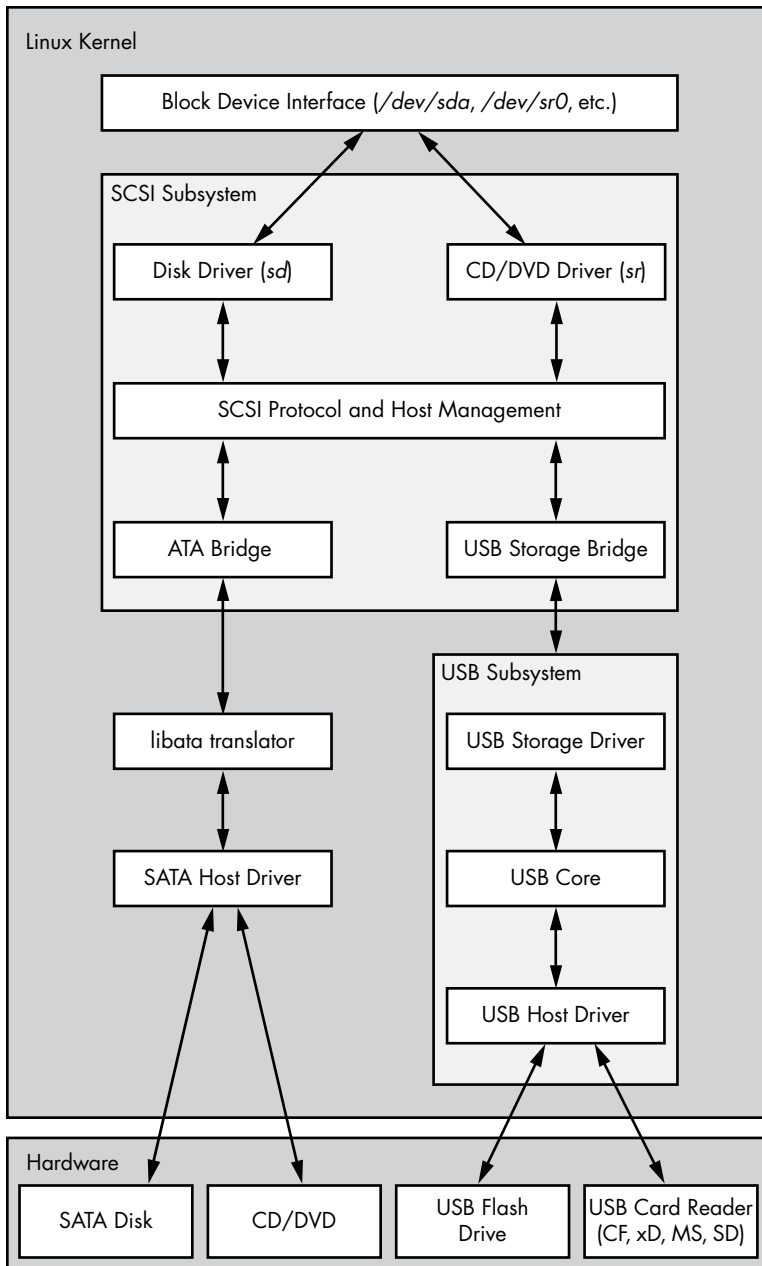 Linux Kernel
Block Device Interface (/dev/sda, /dev/sr0, etc.)
SCSI Subsystem
Disk Driver (sd)
CD/DVD Driver (sr)
SCSI Protocol and Host Management
ATA Bridge
USB Storage Bridge
USB Subsystem
libata translator
USB Storage Driver
SATA Host Driver
USB Core
USB Host Driver
Hardware
SATA Disk
CD/DVD
USB Flash
Drive
USB Card Reader
(CF, xD, MS, SD)